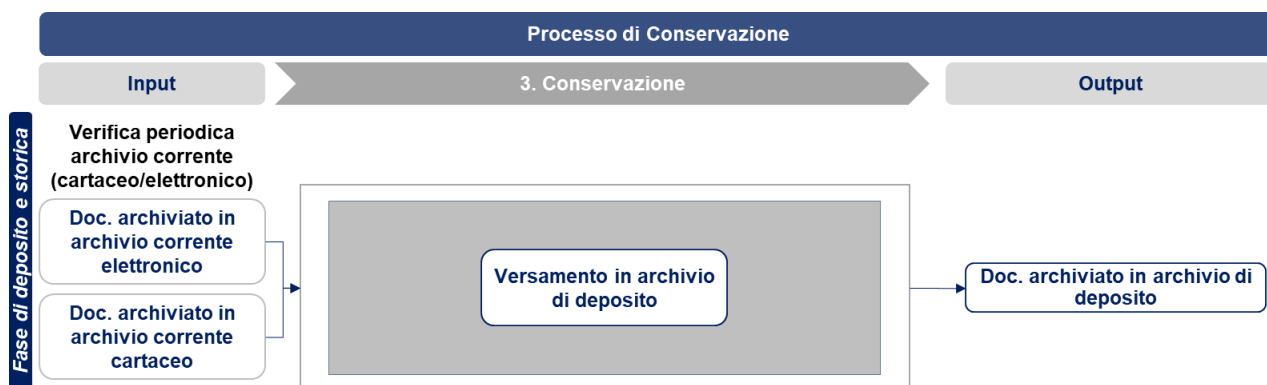 Processo di Conservazione
Input
3. Conservazione
Output
Fase di deposito e storica
Verifica periodica
archivio corrente
(cartaceo/elettronico)
Doc. archiviato in
archivio corrente
elettronico
Doc. archiviato in
archivio corrente
cartaceo
Versamento in archivio
di deposito
Doc. archiviato in archivio di
deposito